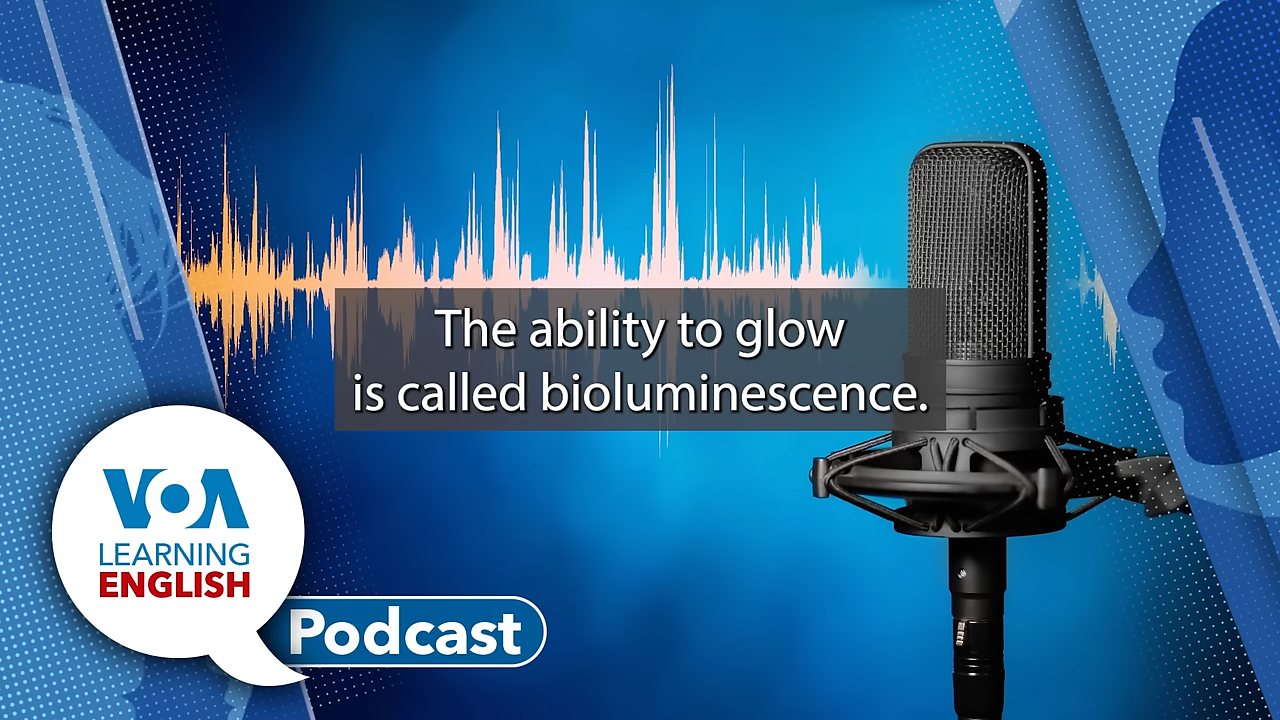 The ability to glow
is called bioluminescence.
VOA
LEARNING
ENGLISH
Podcast